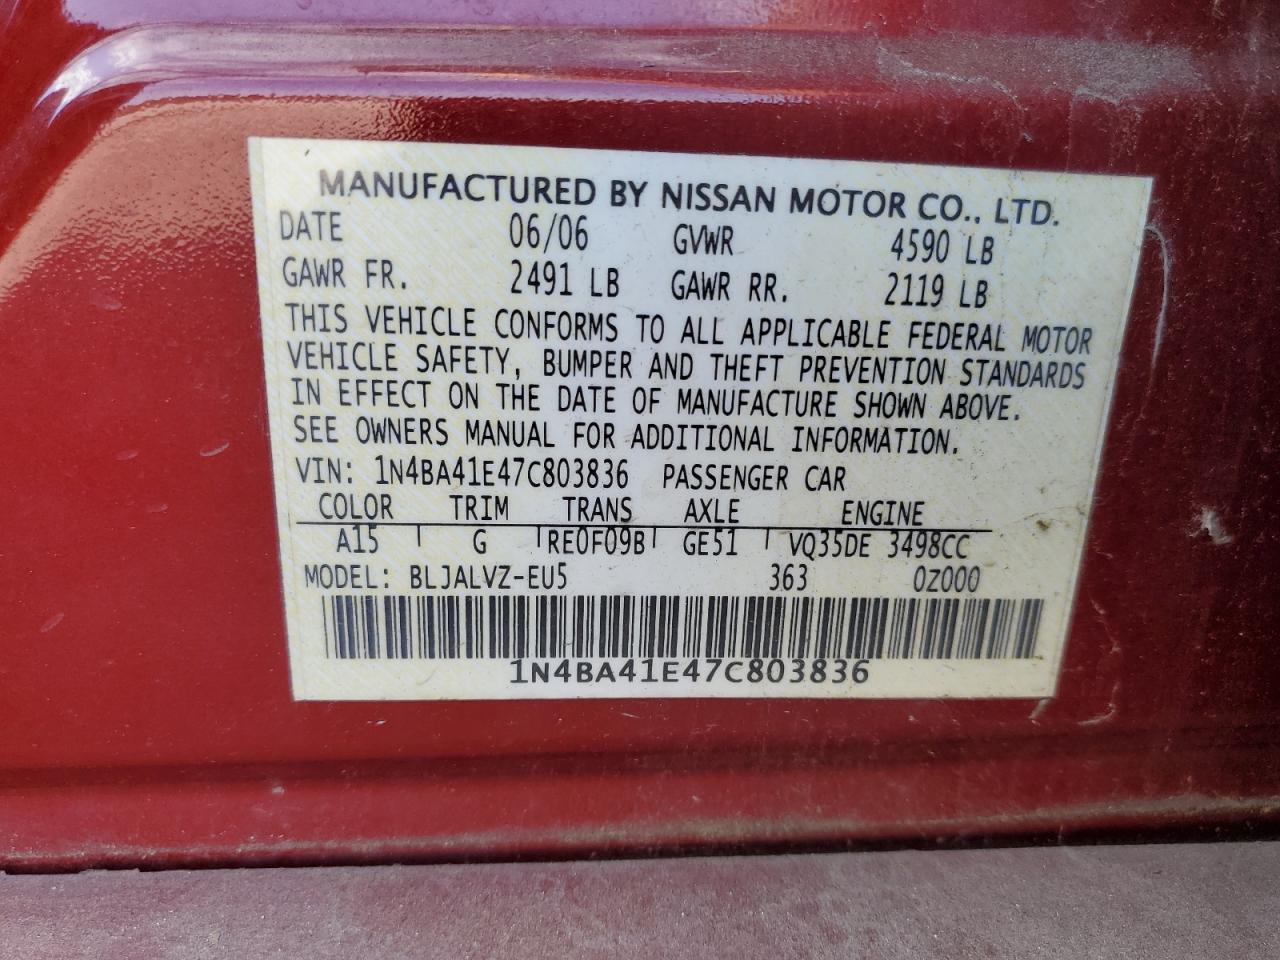 MANUFACTURED BY NISSAN MOTOR CO., LTD.
DATE 06/06 GVWR 4590 LB
GAWR FR. 2491 LB GAWR RR. 2119 LB
THIS VEHICLE CONFORMS TO ALL APPLICABLE FEDERAL MOTOR
VEHICLE SAFETY, BUMPER AND THEFT PREVENTION STANDARDS
IN EFFECT ON THE DATE OF MANUFACTURE SHOWN ABOVE.
SEE OWNERS MANUAL FOR ADDITIONAL INFORMATION.
VIN: 1N4BA41E47C803836 PASSENGER CAR
COLOR TRIM TRANS AXLE ENGINE
A15 G RE0F09B GE51 VQ35DE 3498CC
MODEL: BLJALVZ-EU5 363 0Z000
1N4BA41E47C803836